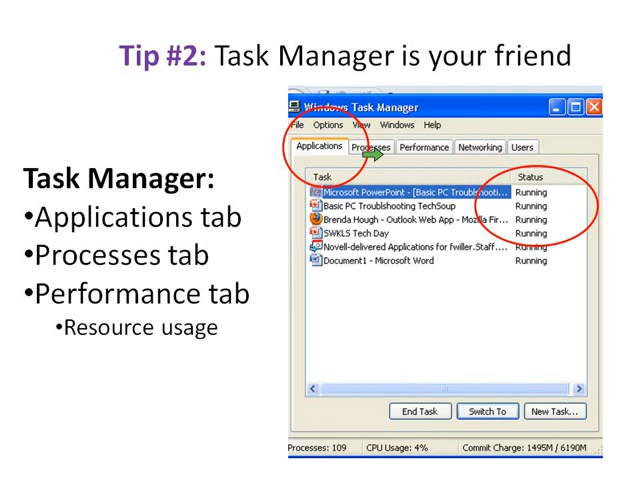 Tip #2: Task Manager is your friend
Task Manager:
•Applications tab
•Processes tab
•Performance tab
•Resource usage
Windows Task Manager
File Options View Windows Help
Applications Processes Performance Networking Users
Task Status
Microsoft PowerPoint - [Basic PC Troubleshooti... Running
Basic PC Troubleshooting TechSoup Running
Brenda Hough - Outlook Web App - Mozilla Fir... Running
SWKLS Tech Day Running
Novell-delivered Applications for fwiller.Staff.... Running
Document1 - Microsoft Word Running
End Task Switch To New Task...
Processes: 109 CPU Usage: 4% Commit Charge: 1495M / 6190M